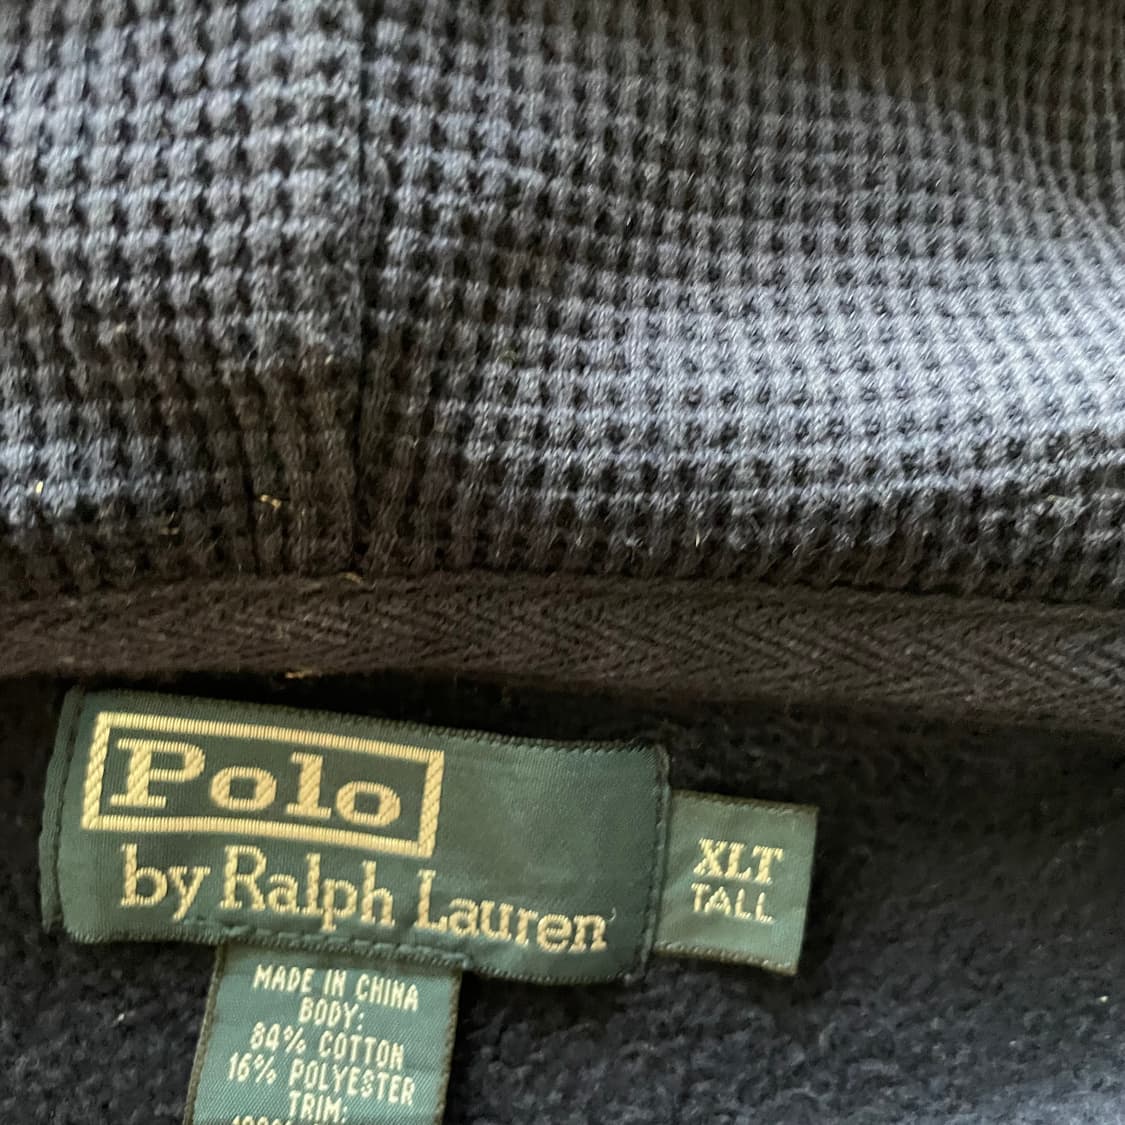 Polo
by Ralph Lauren
XLT
TALL
MADE IN CHINA
BODY:
84% COTTON
16% POLYESTER
TRIM: